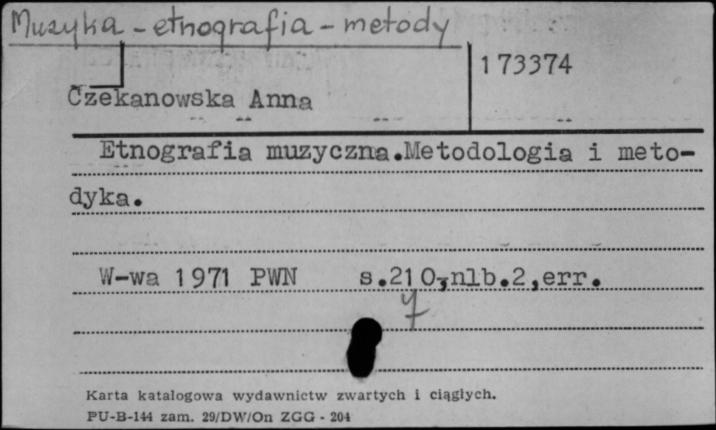 Muzyka - etnografia - metody
173374
Czekanowska Anna
Etnografia muzyczna.Metodologia i meto-
dyka.
W-wa 1971 PWN s.210,nlb.2,err.
7
Karta katalogowa wydawnictw zwartych i ciągłych.
PU-B-144 zam. 29/DW/On ZGG - 204